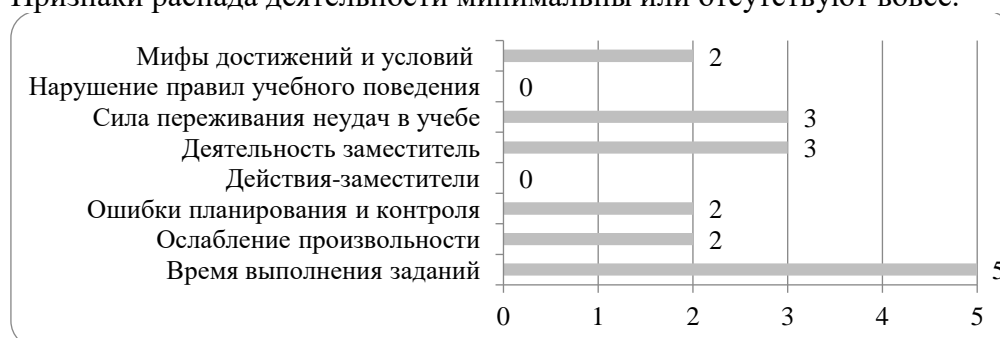 Признаки распада деятельности минимальны или отсутствуют вовсе.
Мифы достижений и условий 2
Нарушение правил учебного поведения 0
Сила переживания неудач в учебе 3
Деятельность заместитель 3
Действия-заместители 0
Ошибки планирования и контроля 2
Ослабление произвольности 2
Время выполнения заданий 5
0 1 2 3 4 5